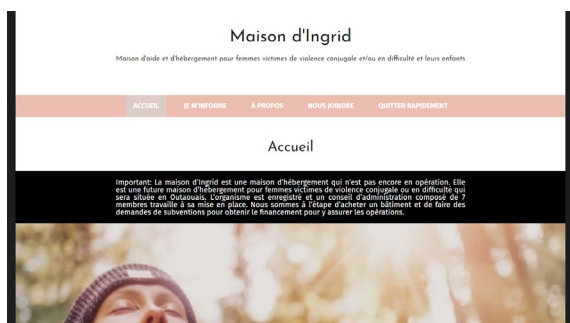 Maison d'Ingrid
Maison d'aide et d'hébergement pour femmes victimes de violence conjugale et/ou en difficulté et leurs enfants
ACCUEIL JE M'INFORME À PROPOS NOUS JOINDRE QUITTER RAPIDEMENT
Accueil
Important: La maison d'Ingrid est une maison d'hébergement qui n'est pas encore en opération. Elle
est une future maison d'hébergement pour femmes victimes de violence conjugale ou en difficulté qui
sera située en Outaouais. L'organisme est enregistré et un conseil d'administration composé de 7
membres travaille à sa mise en place. Nous sommes à l'étape d'acheter un bâtiment et de faire des
demandes de subventions pour obtenir le financement pour y assurer les opérations.